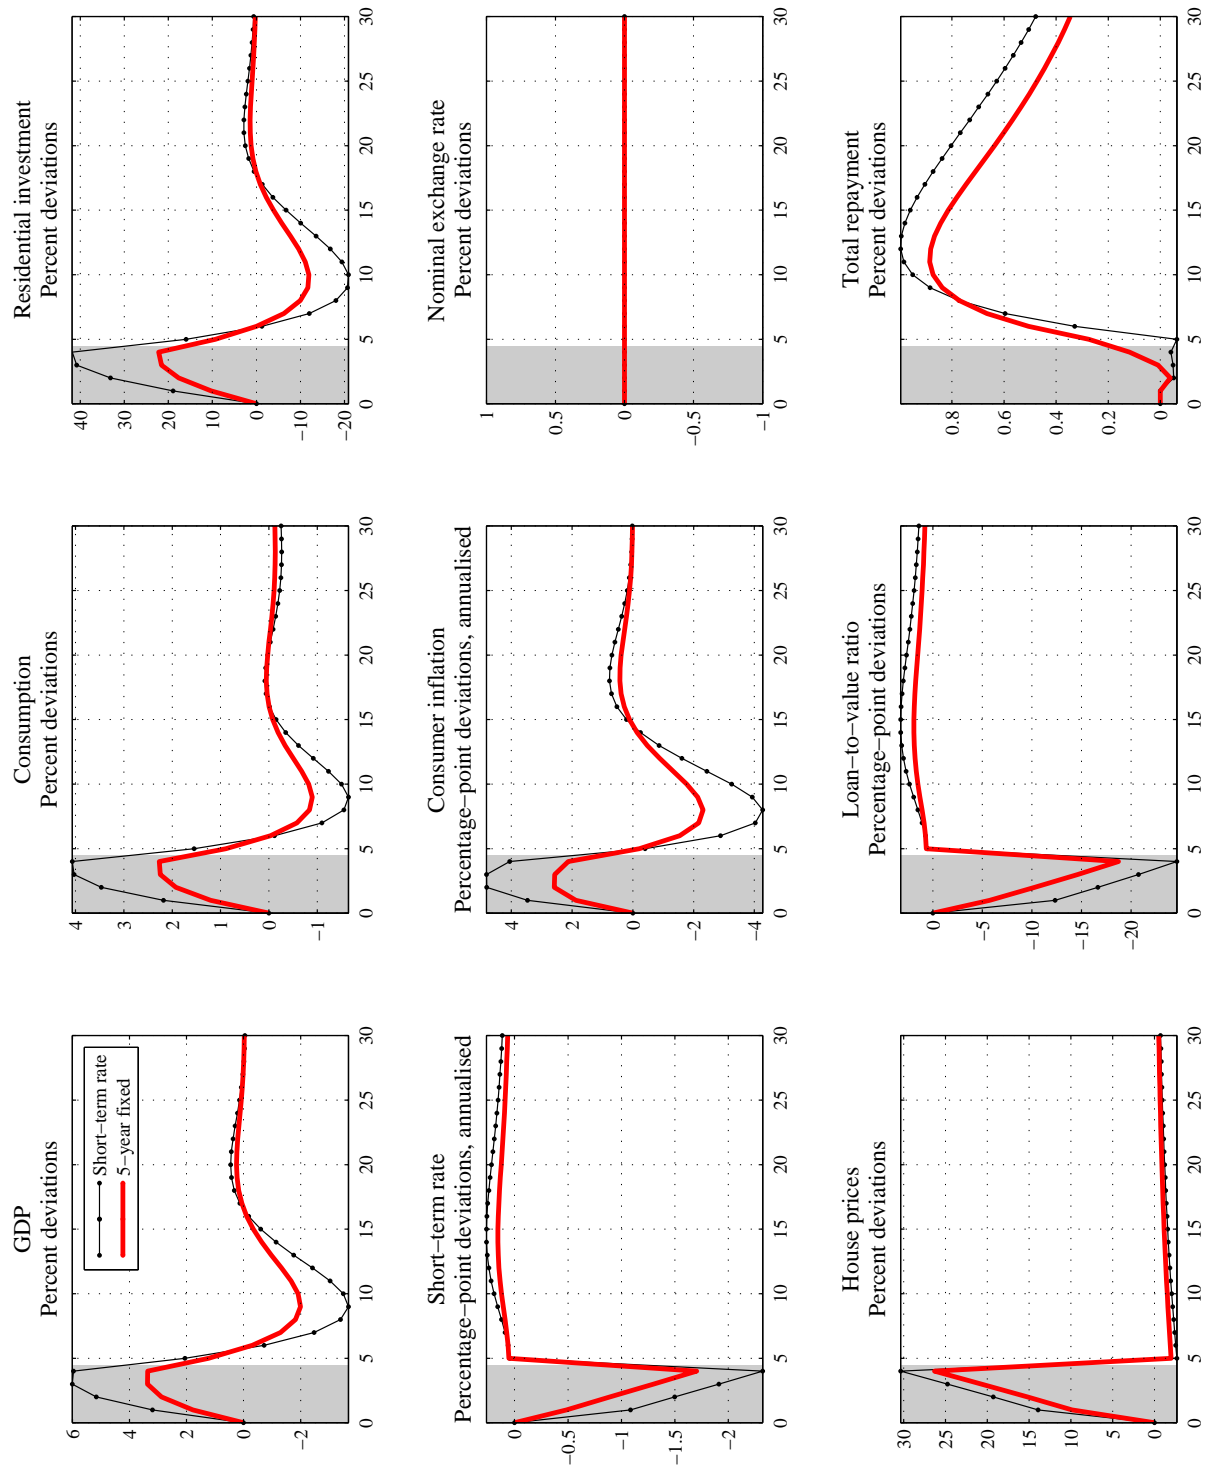 GDP
Percent deviations
6
4
2
0
−2
Short−term rate
5−year fixed
0 5 10 15 20 25 30
Consumption
Percent deviations
4
3
2
1
0
−1
0 5 10 15 20 25 30
Residential investment
Percent deviations
40
30
20
10
0
−10
−20
0 5 10 15 20 25 30
Short−term rate
Percentage−point deviations, annualised
0
−0.5
−1
−1.5
−2
0 5 10 15 20 25 30
Consumer inflation
Percentage−point deviations, annualised
4
2
0
−2
−4
0 5 10 15 20 25 30
Nominal exchange rate
Percent deviations
1
0.5
0
−0.5
−1
0 5 10 15 20 25 30
House prices
Percent deviations
30
25
20
15
10
5
0
0 5 10 15 20 25 30
Loan−to−value ratio
Percentage−point deviations
0
−5
−10
−15
−20
0 5 10 15 20 25 30
Total repayment
Percent deviations
0.8
0.6
0.4
0.2
0
0 5 10 15 20 25 30